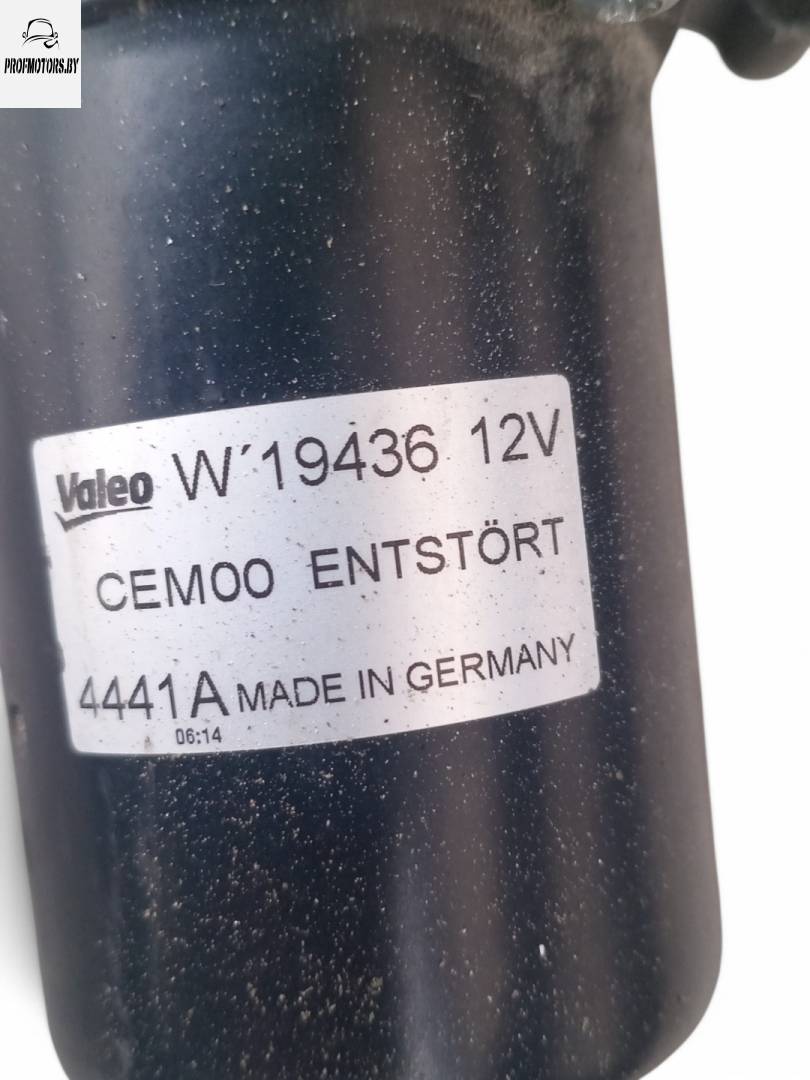 PROFMOTORS.BY
Valeo W´19436 12V
CEM00 ENTSTÖRT
4441A MADE IN GERMANY
06:14